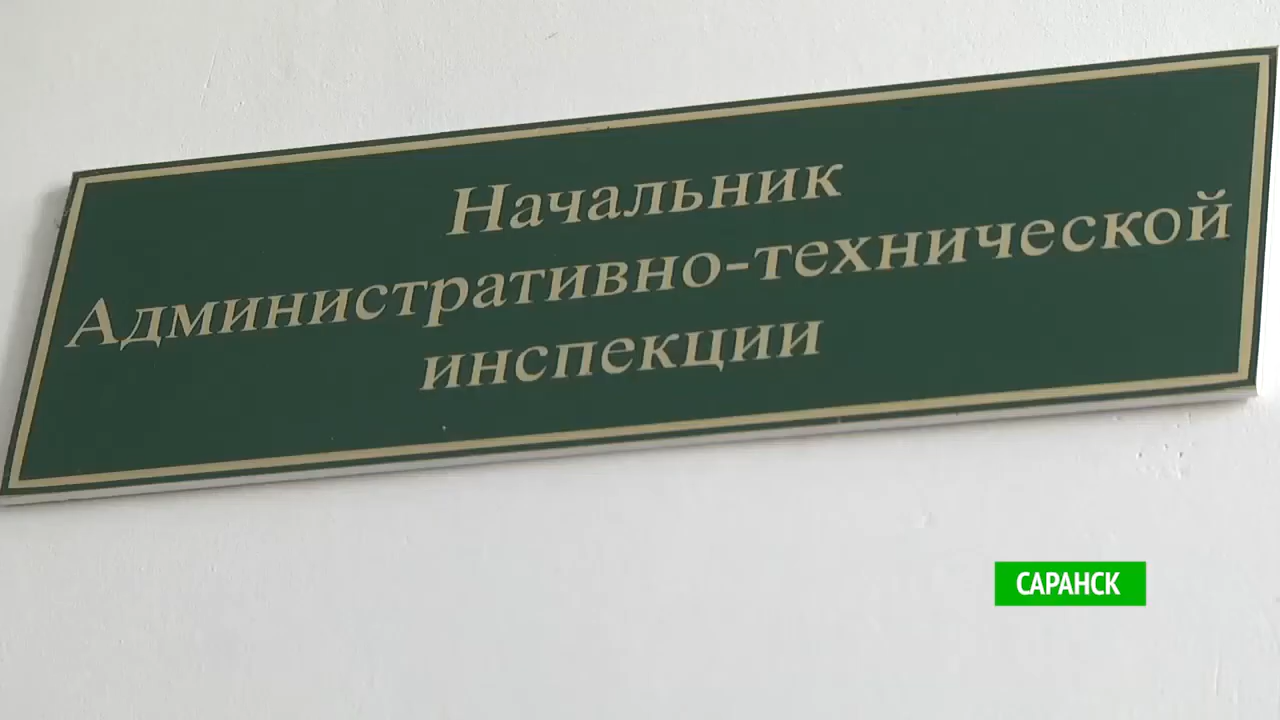 Начальник
Административно-технической
инспекции
САРАНСК